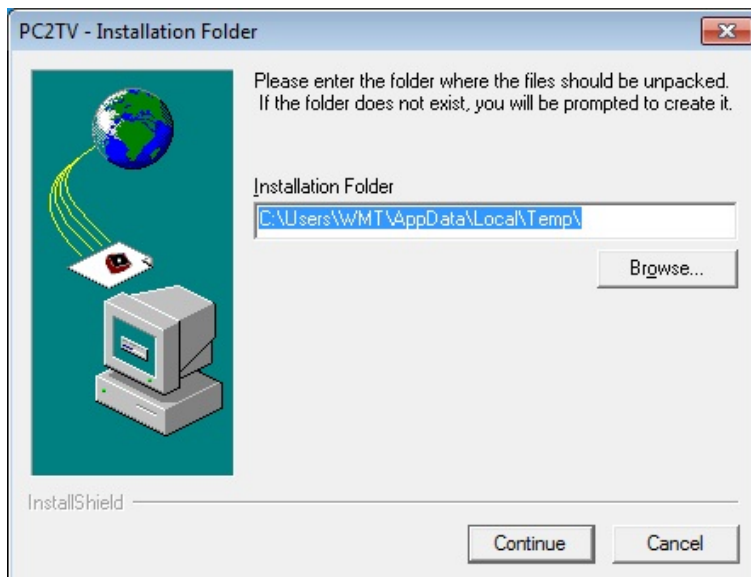 PC2TV - Installation Folder
Please enter the folder where the files should be unpacked.
If the folder does not exist, you will be prompted to create it.
Installation Folder
C:\Users\WMT\AppData\Local\Temp\
Browse...
InstallShield
Continue
Cancel